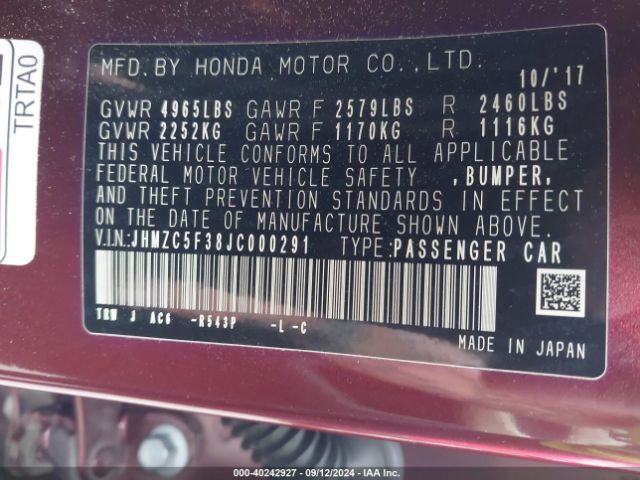 TRTA0
MFD.BY HONDA MOTOR CO.,LTD.
10/'17
GVWR 4965LBS GAWR F 2579LBS R 2460LBS
GVWR 2252KG GAWR F 1170KG R 1116KG
THIS VEHICLE CONFORMS TO ALL APPLICABLE
FEDERAL MOTOR VEHICLE SAFETY ,BUMPER,
AND THEFT PREVENTION STANDARDS IN EFFECT
ON THE DATE OF MANUFACTURE SHOWN ABOVE.
V.I.N:JHMZC5F38JC000291 TYPE:PASSENGER CAR
TRW J AC6 -R543P -L -C
MADE IN JAPAN
000-40242927 - 09/12/2024 - IAA Inc.